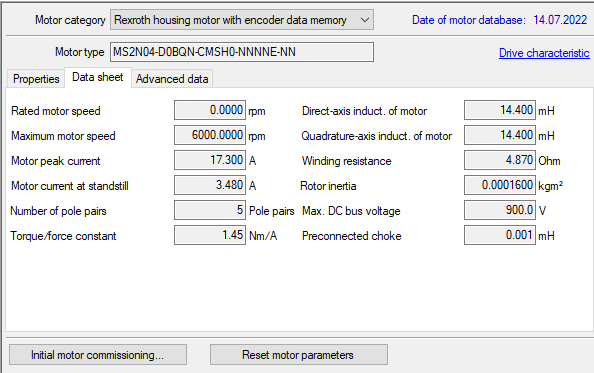 Motor category Rexroth housing motor with encoder data memory Date of motor database: 14.07.2022
Motor type MS2N04-D0BQN-CMSH0-NNNNE-NN Drive characteristic
Properties Data sheet Advanced data
Rated motor speed 0.0000 rpm Direct-axis induct. of motor 14.400 mH
Maximum motor speed 6000.0000 rpm Quadrature-axis induct. of motor 14.400 mH
Motor peak current 17.300 A Winding resistance 4.870 Ohm
Motor current at standstill 3.480 A Rotor inertia 0.0001600 kgm²
Number of pole pairs 5 Pole pairs Max. DC bus voltage 900.0 V
Torque/force constant 1.45 Nm/A Preconnected choke 0.001 mH
Initial motor commissioning... Reset motor parameters